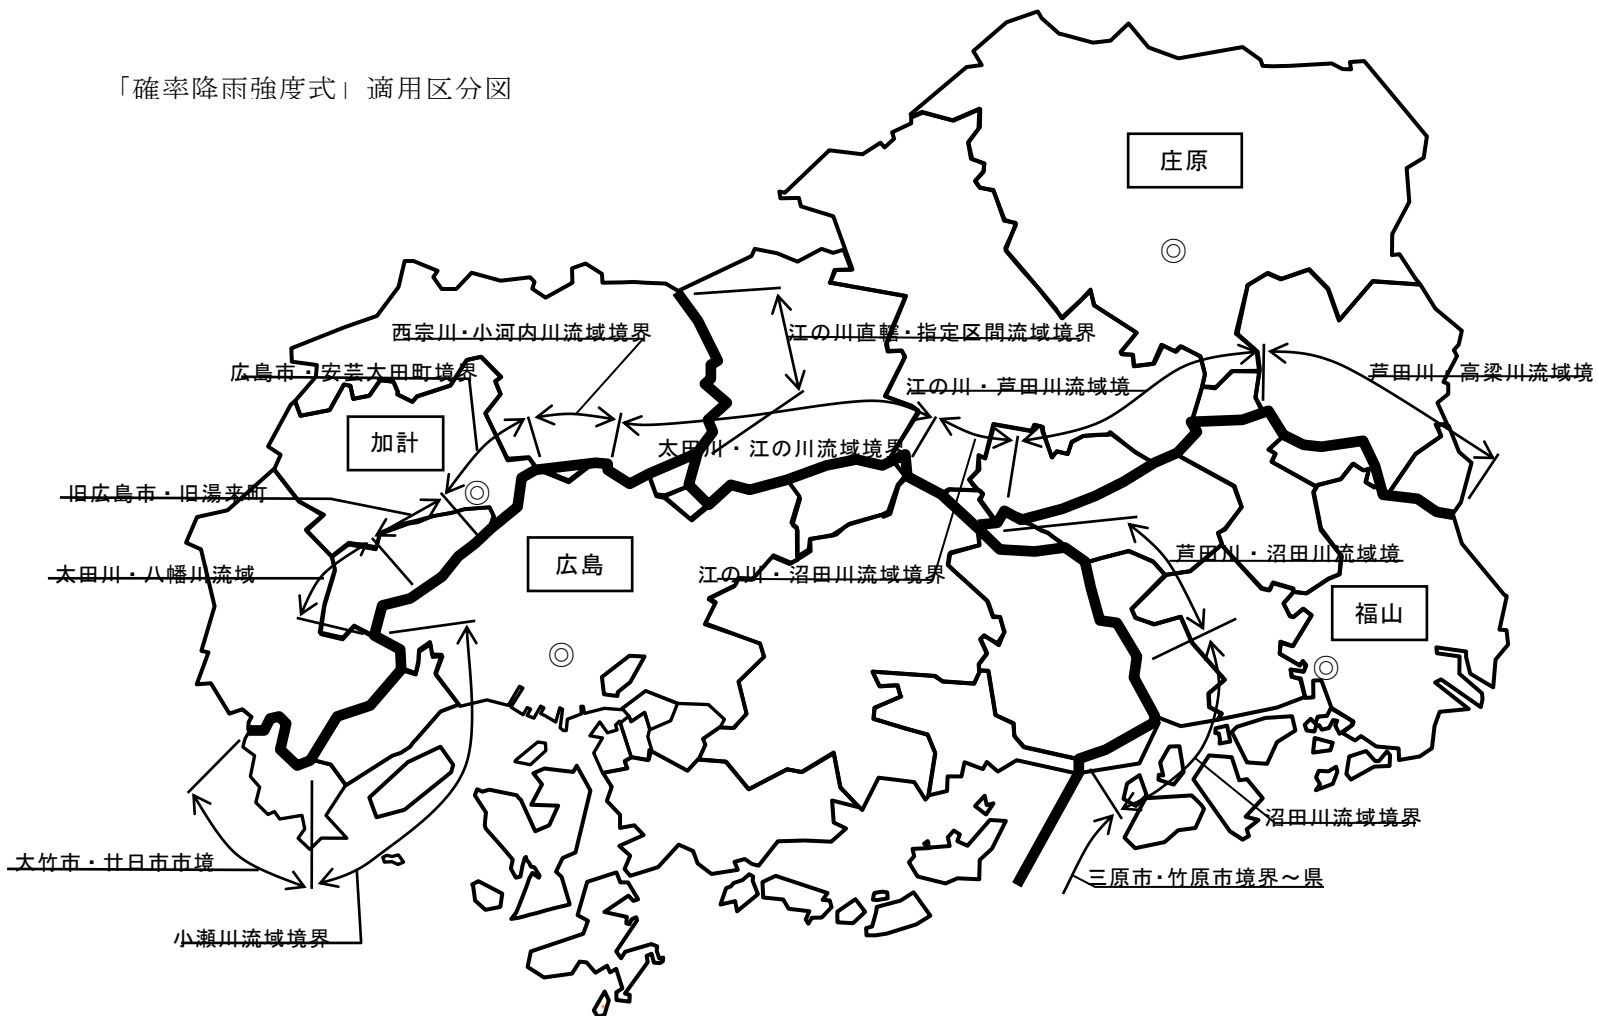 「確率降雨強度式」適用区分図
庄原
西宗川・小河内川流域境界
江の川直轄・指定区間流域境界
広島市・安芸太田町境界
江の川・芦田川流域境
芦田川・高梁川流域境
加計
太田川・江の川流域境界
旧広島市・旧湯来町
広島
芦田川・沼田川流域境
太田川・八幡川流域
江の川・沼田川流域境界
福山
沼田川流域境界
大竹市・廿日市市境
三原市・竹原市境界～県
小瀬川流域境界